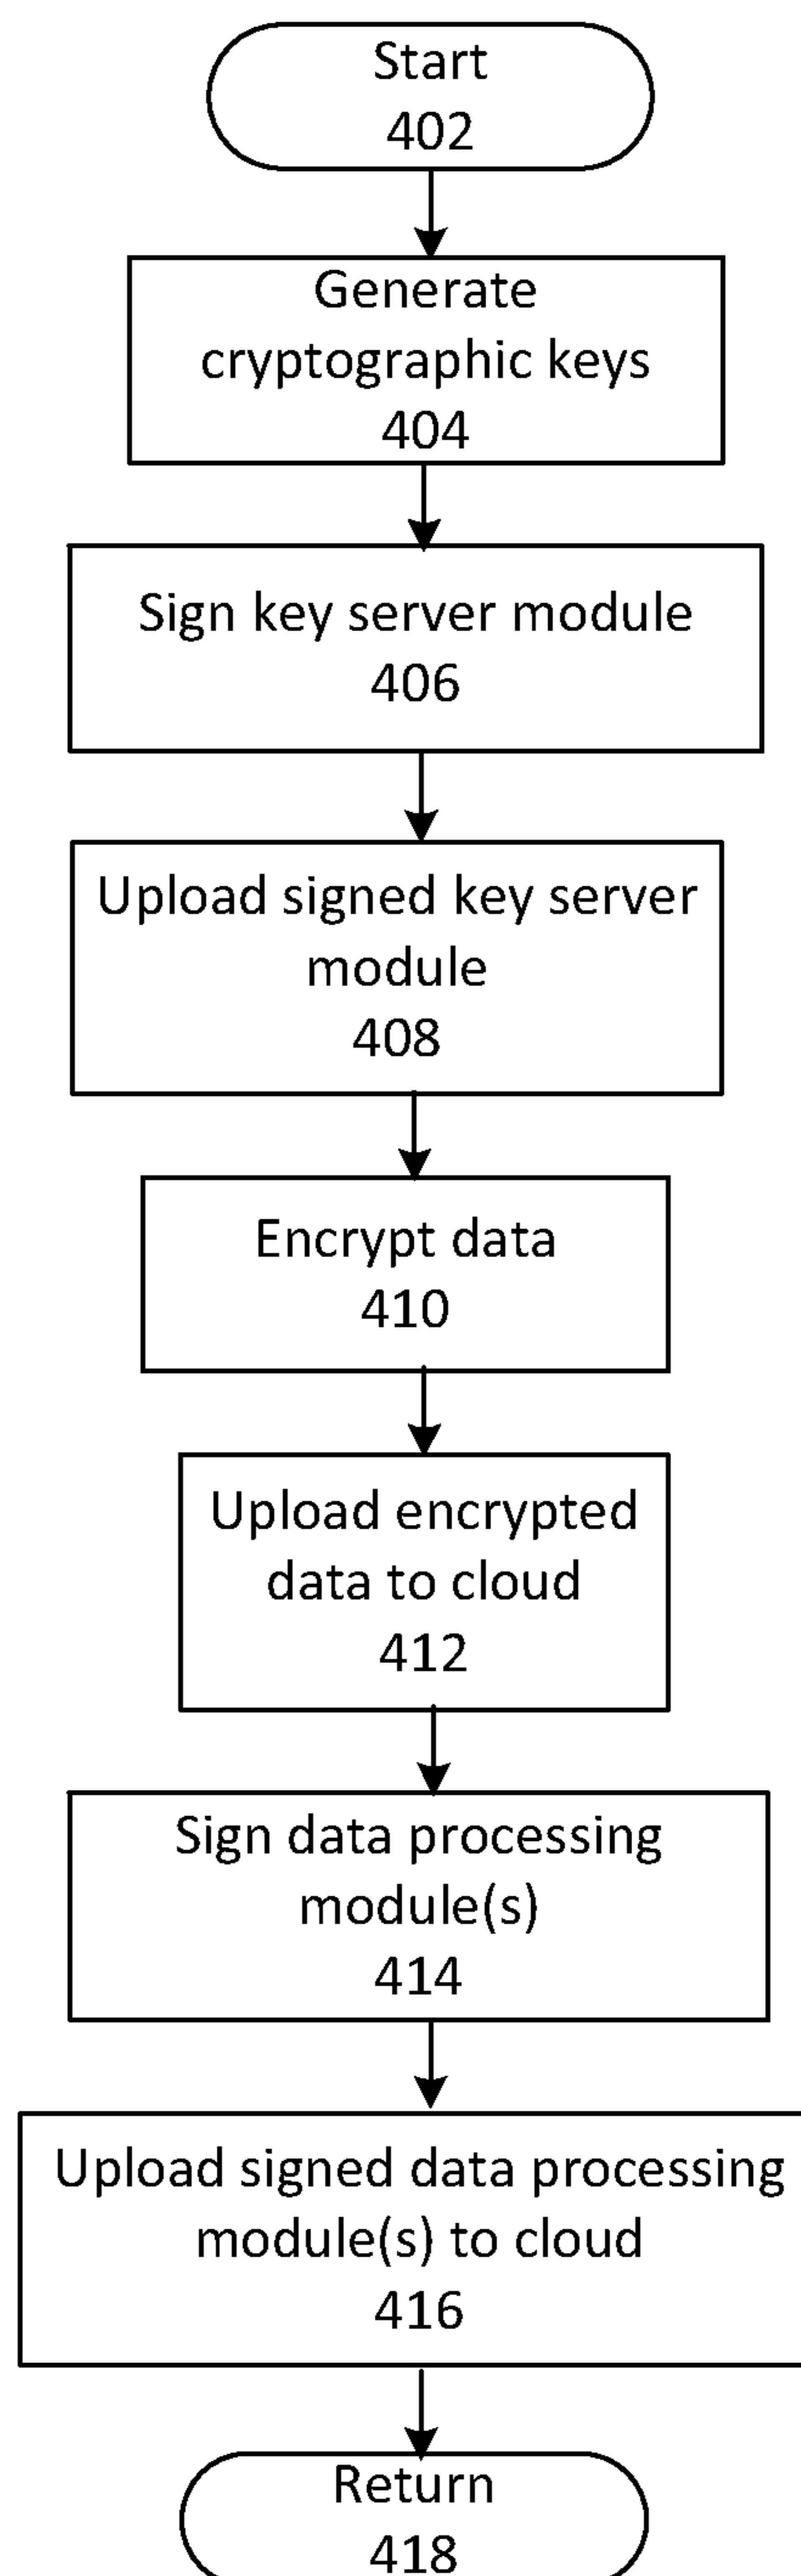 Start
402
Generate
cryptographic keys
404
Sign key server module
406
Upload signed key server
module
408
Encrypt data
410
Upload encrypted
data to cloud
412
Sign data processing
module(s)
414
Upload signed data processing
module(s) to cloud
416
Return
418